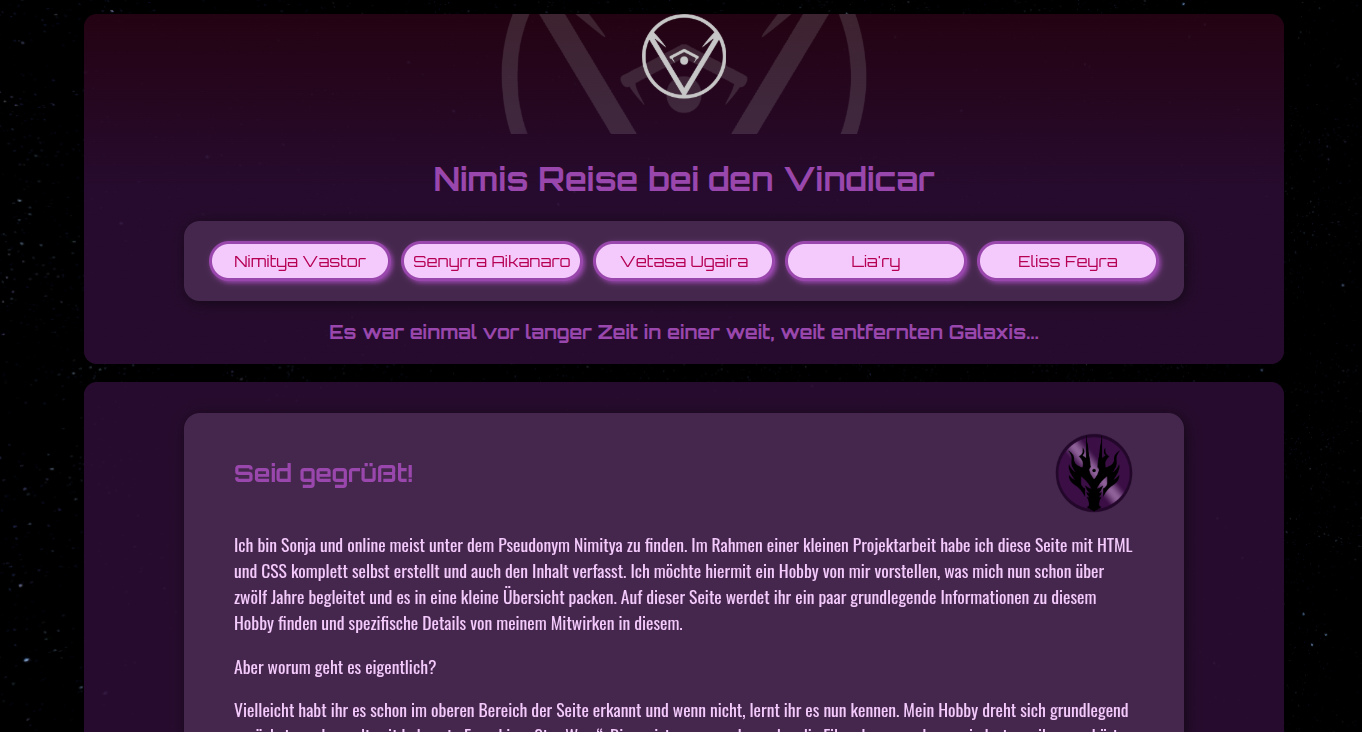 Nimis Reise bei den Vindicar
Nimitya Vastor
Senyrra Aikanaro
Vetasa Ugaira
Lia'ry
Eliss Feyra
Es war einmal vor langer Zeit in einer weit, weit entfernten Galaxis...
Seid gegrüßt!
Ich bin Sonja und online meist unter dem Pseudonym Nimitya zu finden. Im Rahmen einer kleinen Projektarbeit habe ich diese Seite mit HTML
und CSS komplett selbst erstellt und auch den Inhalt verfasst. Ich möchte hiermit ein Hobby von mir vorstellen, was mich nun schon über
zwölf Jahre begleitet und es in eine kleine Übersicht packen. Auf dieser Seite werdet ihr ein paar grundlegende Informationen zu diesem
Hobby finden und spezifische Details von meinem Mitwirken in diesem.
Aber worum geht es eigentlich?
Vielleicht habt ihr es schon im oberen Bereich der Seite erkannt und wenn nicht, lernt ihr es nun kennen. Mein Hobby dreht sich grundlegend